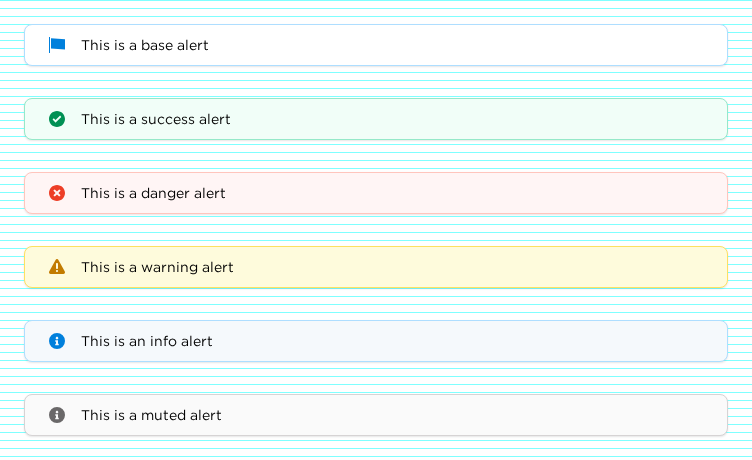 This is a base alert
This is a success alert
This is a danger alert
This is a warning alert
This is an info alert
This is a muted alert